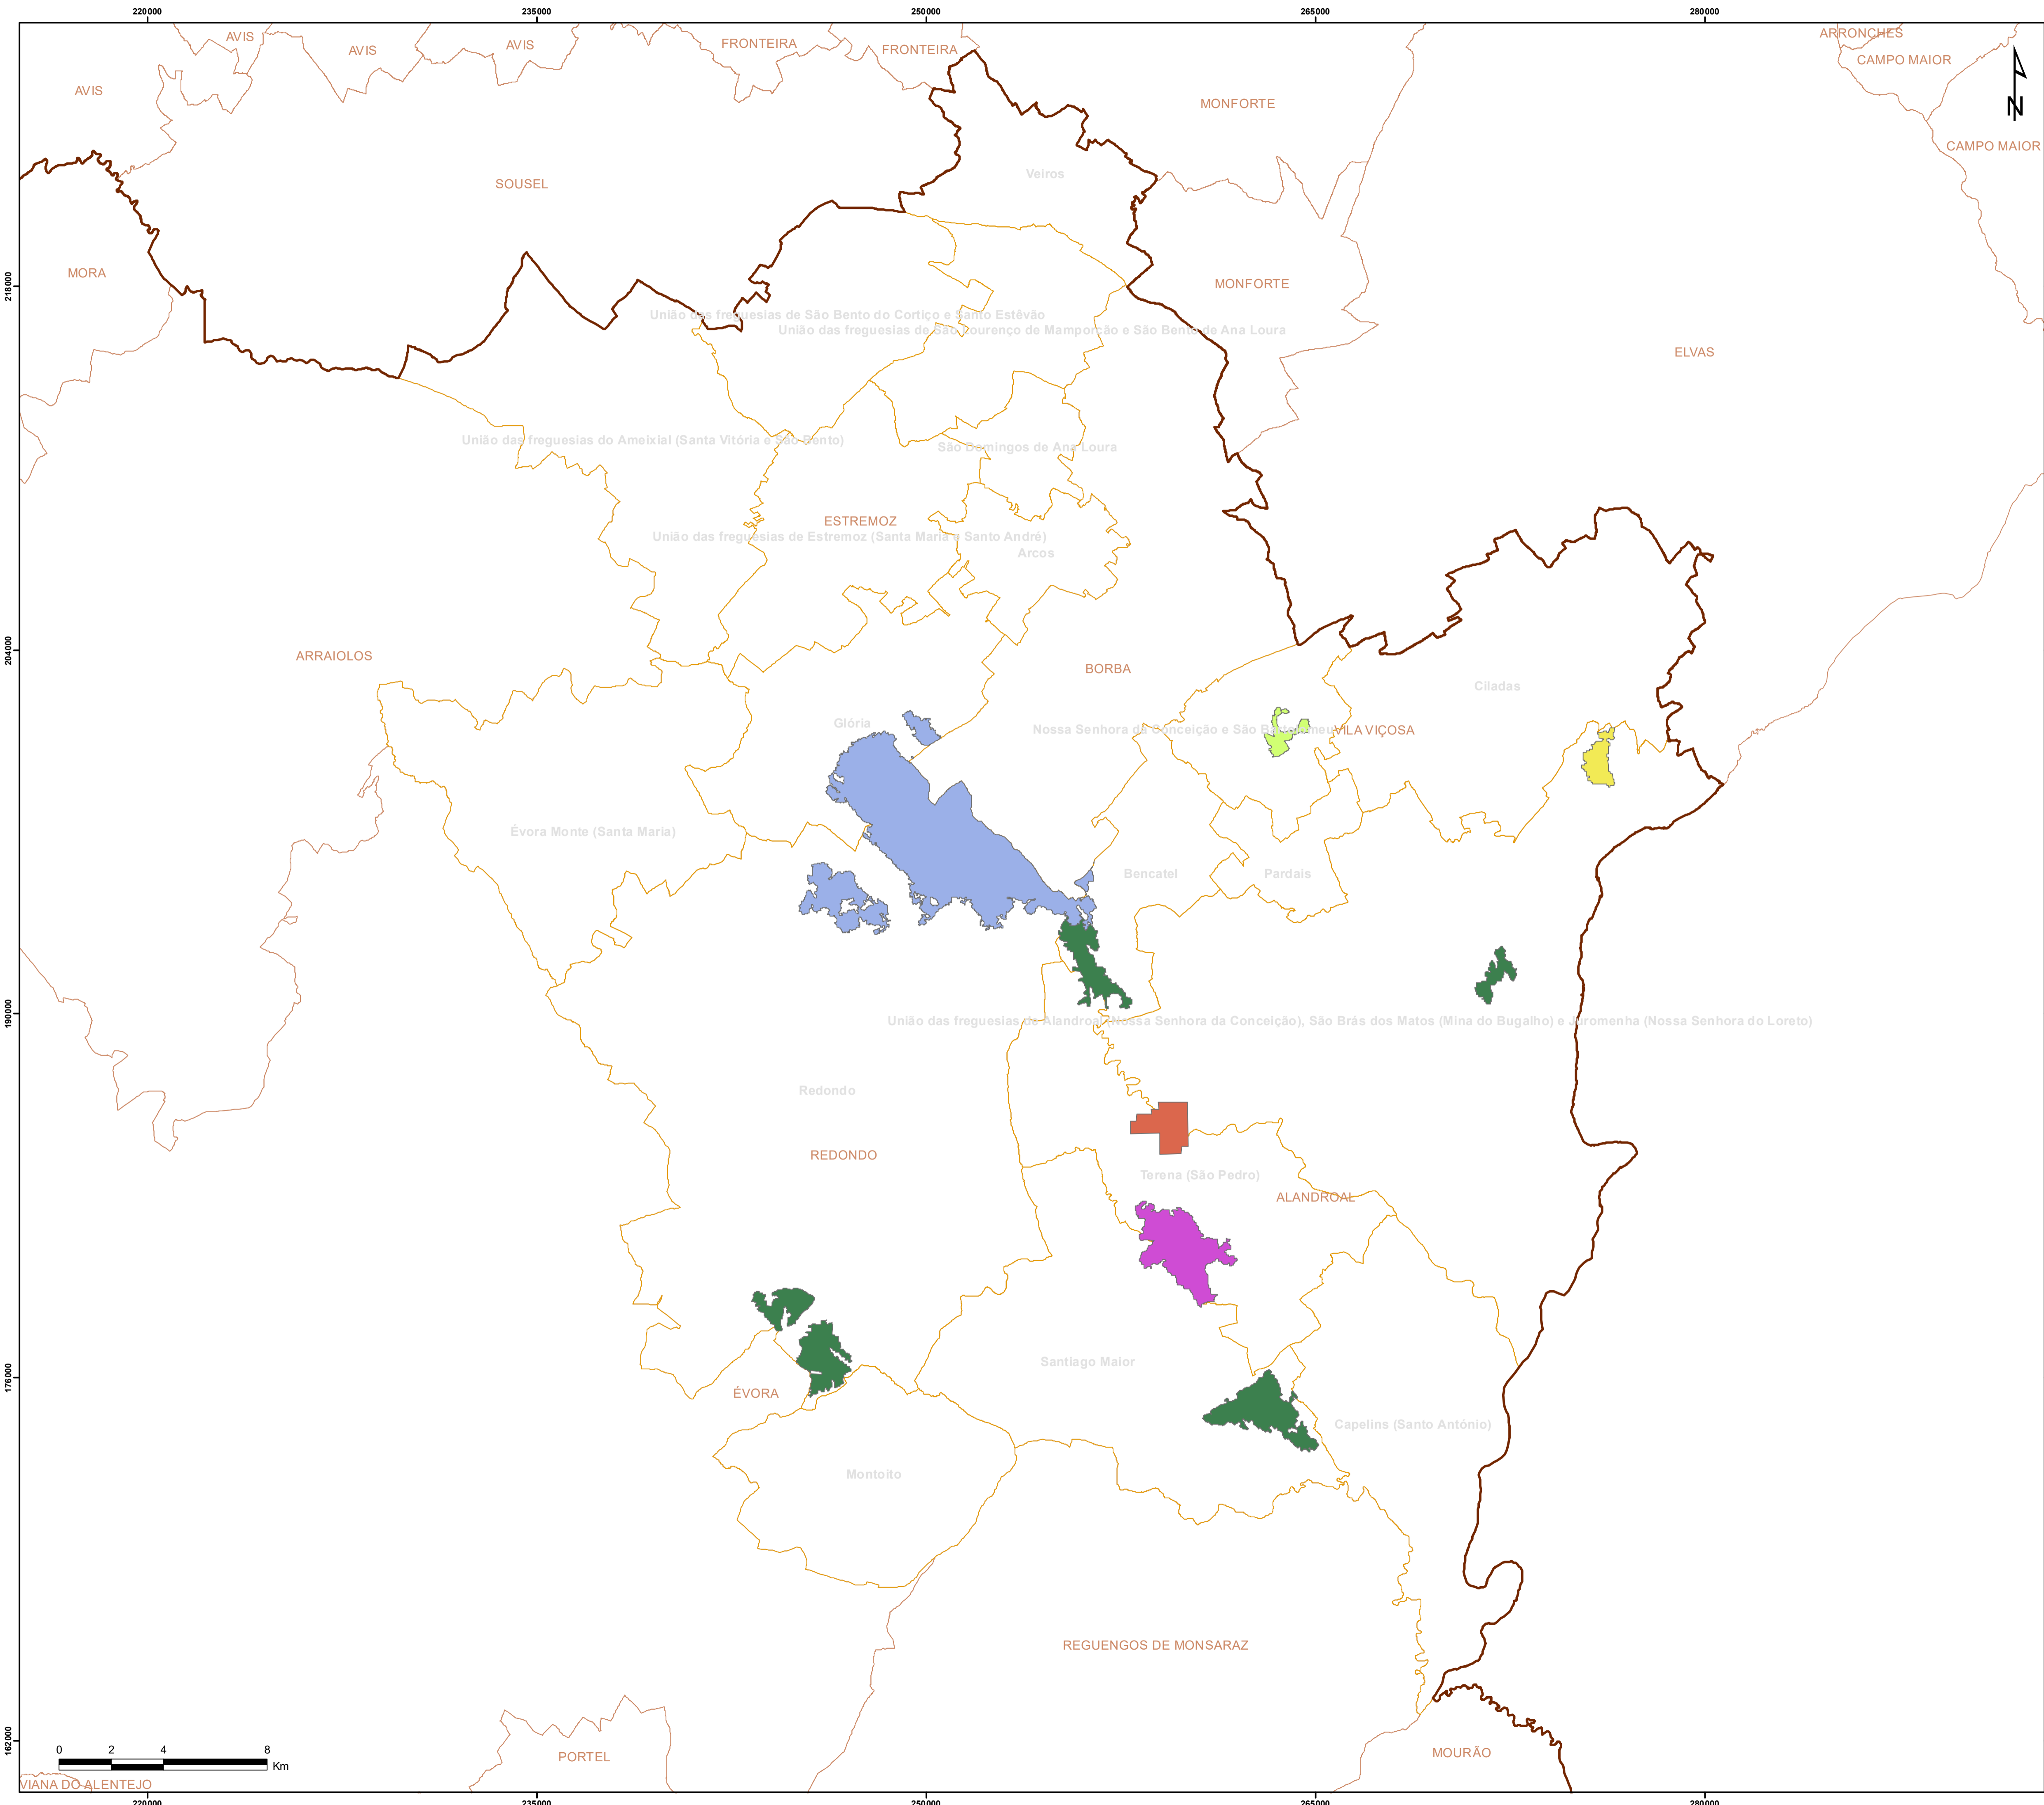 220000 235000 250000 265000 280000
AVIS AVIS AVIS FRONTEIRA FRONTEIRA ARRONCHES
CAMPO MAIOR
AVIS MONFORTE
N
CAMPO MAIOR
Veiros
SOUSEL
MORA MONFORTE
218000
União das freguesias de São Bento do Cortiço e Santo Estêvão
União das freguesias de São Lourenço de Mamporcão e São Bento de Ana Loura
ELVAS
União das freguesias do Ameixial (Santa Vitória e São Bento)
São Domingos de Ana Loura
ESTREMOZ
União das freguesias de Estremoz (Santa Maria e Santo André)
Arcos
204000
ARRAIOLOS
BORBA
Ciladas
Glória
Nossa Senhora da Conceição e São Bartolomeu
VILA VIÇOSA
Évora Monte (Santa Maria)
Bencatel Pardais
190000
União das freguesias de Alandroal (Nossa Senhora da Conceição), São Brás dos Matos (Mina do Bugalho) e Juromenha (Nossa Senhora do Loreto)
Redondo
REDONDO
Terena (São Pedro)
ALANDROAL
Santiago Maior
176000
ÉVORA
Capelins (Santo António)
Montoito
REGUENGOS DE MONSARAZ
162000
0 2 4 8
Km
PORTEL
MOURÃO
VIANA DO ALENTEJO
220000 235000 250000 265000 280000